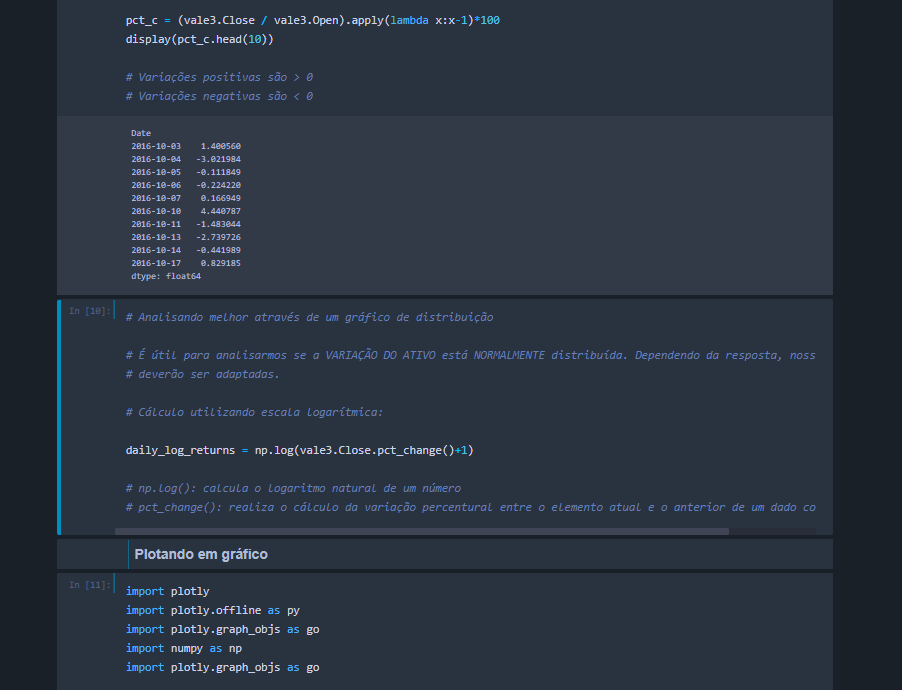 pct_c = (vale3.Close / vale3.Open).apply(lambda x:x-1)*100
display(pct_c.head(10))
# Variações positivas são > 0
# Variações negativas são < 0
Date
2016-10-03    1.400560
2016-10-04   -3.021984
2016-10-05   -0.111849
2016-10-06   -0.224220
2016-10-07    0.166949
2016-10-10    4.440787
2016-10-11   -1.483044
2016-10-13   -2.739726
2016-10-14   -0.441989
2016-10-17    0.829185
dtype: float64
In [10]:
# Analisando melhor através de um gráfico de distribuição
# É útil para analisarmos se a VARIAÇÃO DO ATIVO está NORMALMENTE distribuída. Dependendo da resposta, noss
# deverão ser adaptadas.
# Cálculo utilizando escala logarítmica:
daily_log_returns = np.log(vale3.Close.pct_change()+1)
# np.log(): calcula o logaritmo natural de um número
# pct_change(): realiza o cálculo da variação percentural entre o elemento atual e o anterior de um dado co
Plotando em gráfico
In [11]:
import plotly
import plotly.offline as py
import plotly.graph_objs as go
import numpy as np
import plotly.graph_objs as go